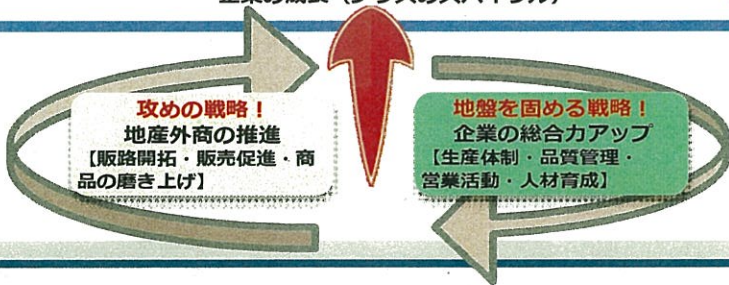 攻めの戦略！
地産外商の推進
【販路開拓・販売促進・商
品の磨き上げ】
地盤を固める戦略！
企業の総合力アップ
【生産体制・品質管理・
営業活動・人材育成】